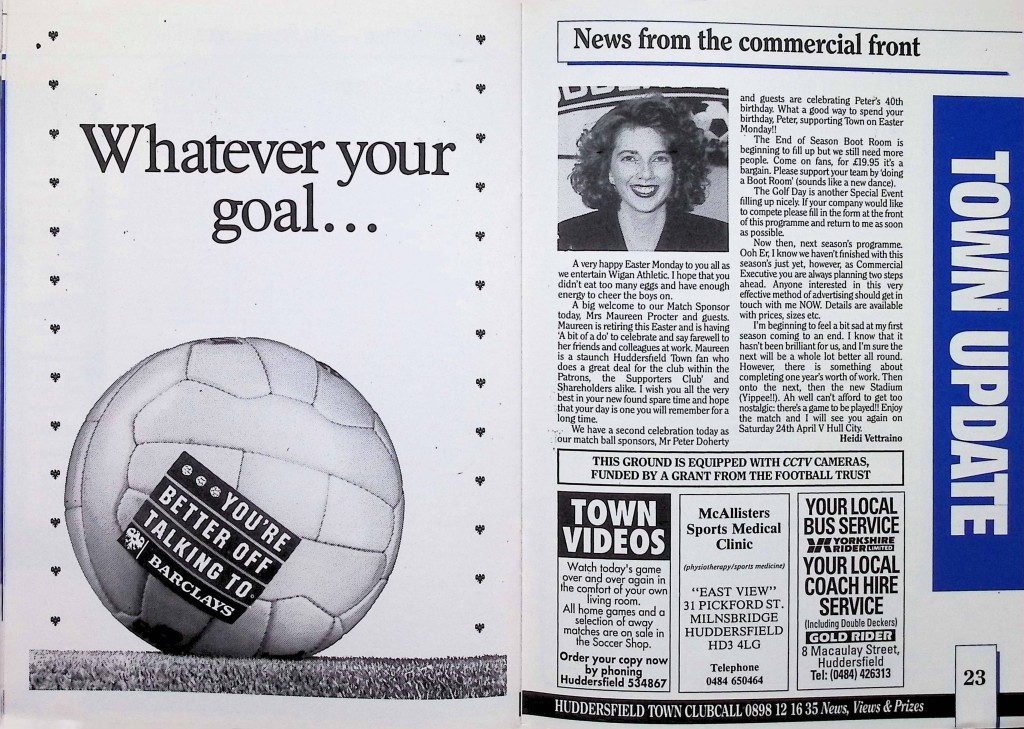 Whatever your
goal...
YOU'RE
BETTER OFF
TALKING TO
BARCLAYS
News from the commercial front
A very happy Easter Monday to you all as
we entertain Wigan Athletic. I hope that you
didn't eat too many eggs and have enough
energy to cheer the boys on.
A big welcome to our Match Sponsor
today, Mrs Maureen Procter and guests.
Maureen is retiring this Easter and is having
'A bit of a do' to celebrate and say farewell to
her friends and colleagues at work. Maureen
is a staunch Huddersfield Town fan who
does a great deal for the club within the
Patrons, the Supporters Club' and
Shareholders alike. I wish you all the very
best in your new found spare time and hope
that your day is one you will remember for a
long time.
We have a second celebration today as
our match ball sponsors, Mr Peter Doherty
and guests are celebrating Peter's 40th
birthday. What a good way to spend your
birthday, Peter, supporting Town on Easter
Monday!!
The End of Season Boot Room is
beginning to fill up but we still need more
people. Come on fans, for £19.95 it's a
bargain. Please support your team by 'doing
a Boot Room' (sounds like a new dance).
The Golf Day is another Special Event
filling up nicely. If your company would like
to compete please fill in the form at the front
of this programme and return to me as soon
as possible.
Now then, next season's programme.
Ooh Er, I know we haven't finished with this
season's just yet, however, as Commercial
Executive you are always planning two steps
ahead. Anyone interested in this very
effective method of advertising should get in
touch with me NOW. Details are available
with prices, sizes etc.
I'm beginning to feel a bit sad at my first
season coming to an end. I know that it
hasn't been brilliant for us, and I'm sure the
next will be a whole lot better all round.
However, there is something about
completing one year's worth of work. Then
onto the next, then the new Stadium
(Yippee!!). Ah well can't afford to get too
nostalgic: there's a game to be played!! Enjoy
the match and I will see you again on
Saturday 24th April V Hull City.
Heidi Vettraino
TOWN UPDATE
THIS GROUND IS EQUIPPED WITH CCTV CAMERAS,
FUNDED BY A GRANT FROM THE FOOTBALL TRUST
TOWN
VIDEOS
Watch today's game
over and over again in
the comfort of your own
living room.
All home games and a
selection of away
matches are on sale in
the Soccer Shop.
Order your copy now
by phoning
Huddersfield 534867
McAllisters
Sports Medical
Clinic
(physiotherapy/sports medicine)
"EAST VIEW"
31 PICKFORD ST.
MILNSBRIDGE
HUDDERSFIELD
HD3 4LG
Telephone
0484 650464
YOUR LOCAL
BUS SERVICE
YORKSHIRE
RIDER LIMITED
YOUR LOCAL
COACH HIRE
SERVICE
(Including Double Deckers)
GOLD RIDER
8 Macaulay Street,
Huddersfield
Tel: (0484) 426313
23
HUDDERSFIELD TOWN CLUBCALL 0898 12 16 35 News, Views & Prizes